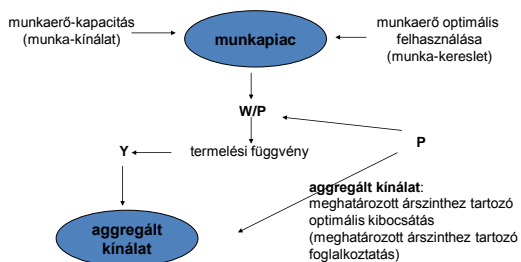 munkaerő-kapacitás
(munka-kínálat)
munkapiac
munkaerő optimális
felhasználása
(munka-kereslet)
W/P
Y
termelési függvény
P
aggregált kínálat:
meghatározott árszinthez tartozó
optimális kibocsátás
(meghatározott árszinthez tartozó
foglalkoztatás)
aggregált
kínálat